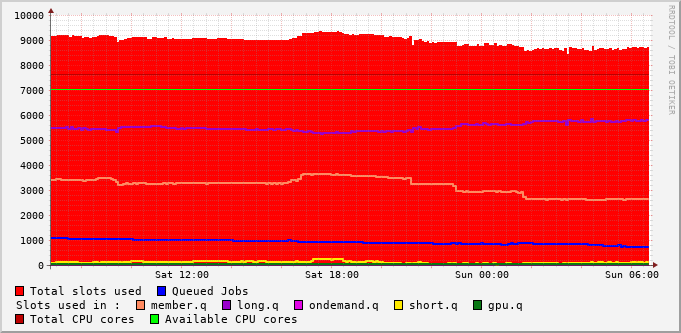 10000
9000
8000
7000
6000
5000
4000
3000
2000
1000
0
Sat 12:00 Sat 18:00 Sun 00:00 Sun 06:00
RRDTOOL / TOBI OETIKER
Total slots used Queued Jobs
Slots used in : member.q long.q ondemand.q short.q gpu.q
Total CPU cores Available CPU cores